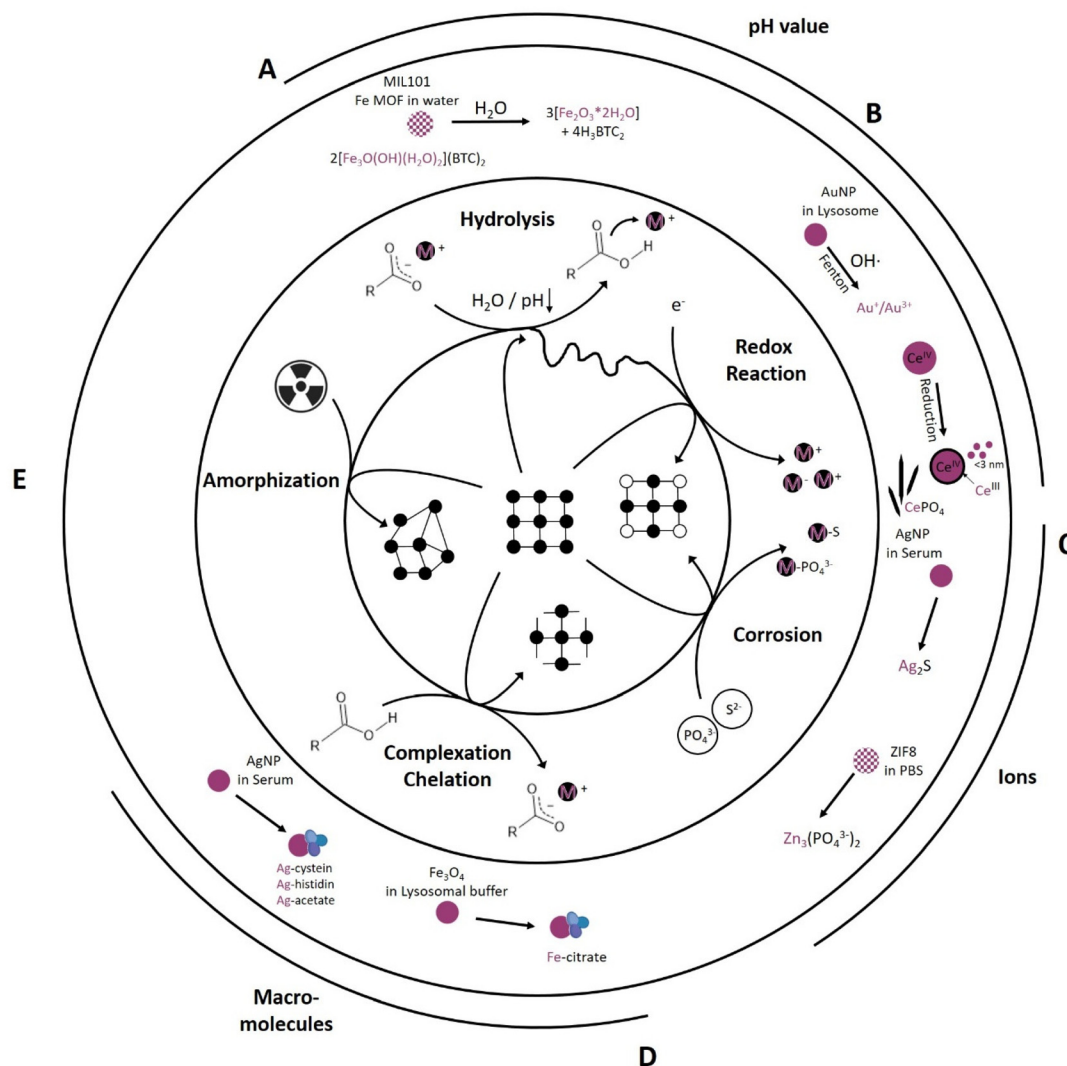 pH value
A
MIL101
Fe MOF in water
H₂O
2[Fe₃O(OH)(H₂O)₂](BTC)₂
3[Fe₂O₃*2H₂O]
+ 4H₃BTC₂
B
AuNP
in Lysosome
OH·
Fenton
Au⁺/Au³⁺
Hydrolysis
M⁺
O
O
−
R
M⁺
O
H
O
R
H₂O / pH↓
e⁻
Redox
Reaction
Ceᴵⱽ
Reduction
Ceᴵⱽ
<3 nm
Ceᴵᴵᴵ
CePO₄
M⁺
M⁻
M⁺
E
Amorphization
C
AgNP
in Serum
M-S
M-PO₄³⁻
Corrosion
Ag₂S
S²⁻
PO₄³⁻
O
H
O
R
Complexation
Chelation
O
O
−
R
M⁺
ZIF8
in PBS
Ions
Zn₃(PO₄³⁻)₂
AgNP
in Serum
Ag-cystein
Ag-histidin
Ag-acetate
Fe₃O₄
in Lysosomal buffer
Fe-citrate
Macro-
molecules
D